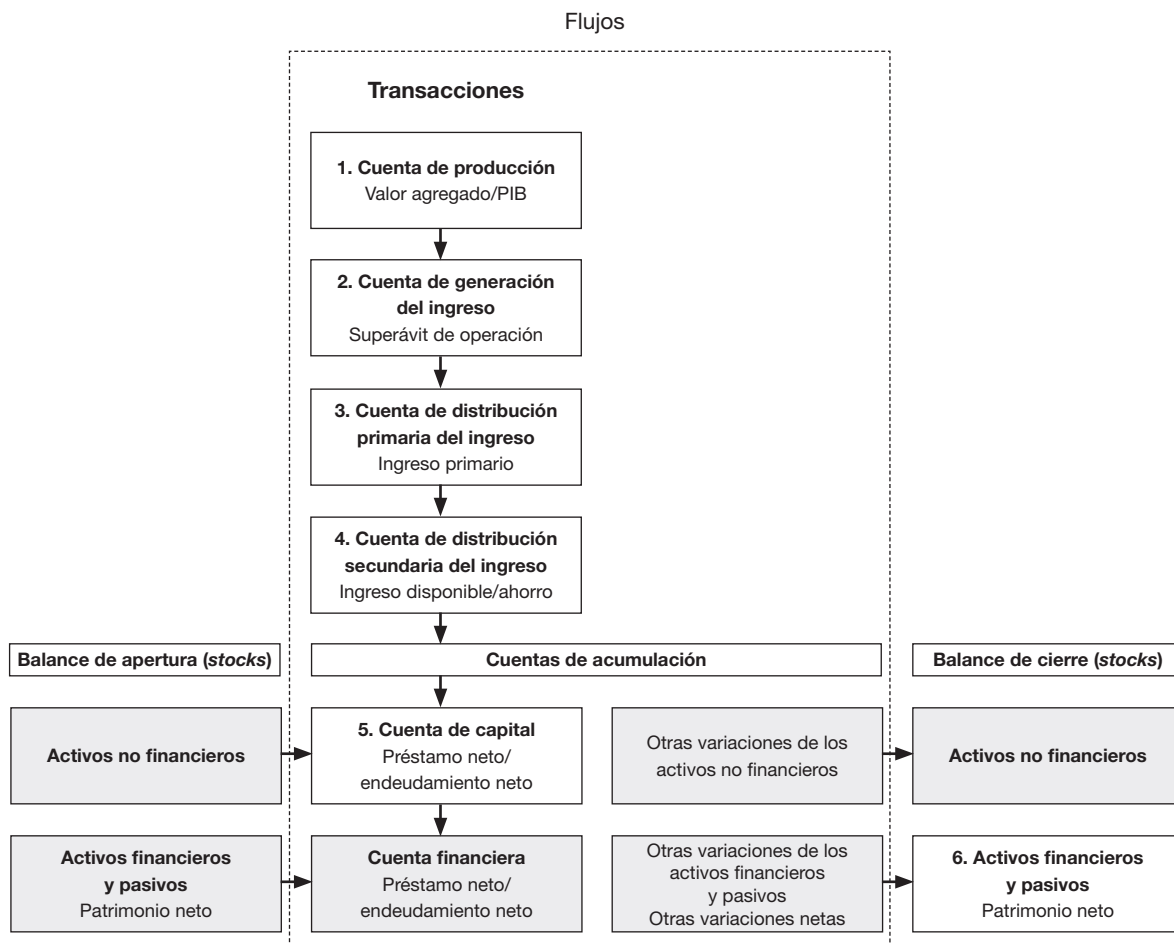 Flujos
Transacciones
1. Cuenta de producción
Valor agregado/PIB
2. Cuenta de generación
del ingreso
Superávit de operación
3. Cuenta de distribución
primaria del ingreso
Ingreso primario
4. Cuenta de distribución
secundaria del ingreso
Ingreso disponible/ahorro
Balance de apertura (stocks)
Cuentas de acumulación
Balance de cierre (stocks)
Activos no financieros
5. Cuenta de capital
Préstamo neto/
endeudamiento neto
Otras variaciones de los
activos no financieros
Activos no financieros
Activos financieros
y pasivos
Patrimonio neto
Cuenta financiera
Préstamo neto/
endeudamiento neto
Otras variaciones de los
activos financieros
y pasivos
Otras variaciones netas
6. Activos financieros
y pasivos
Patrimonio neto